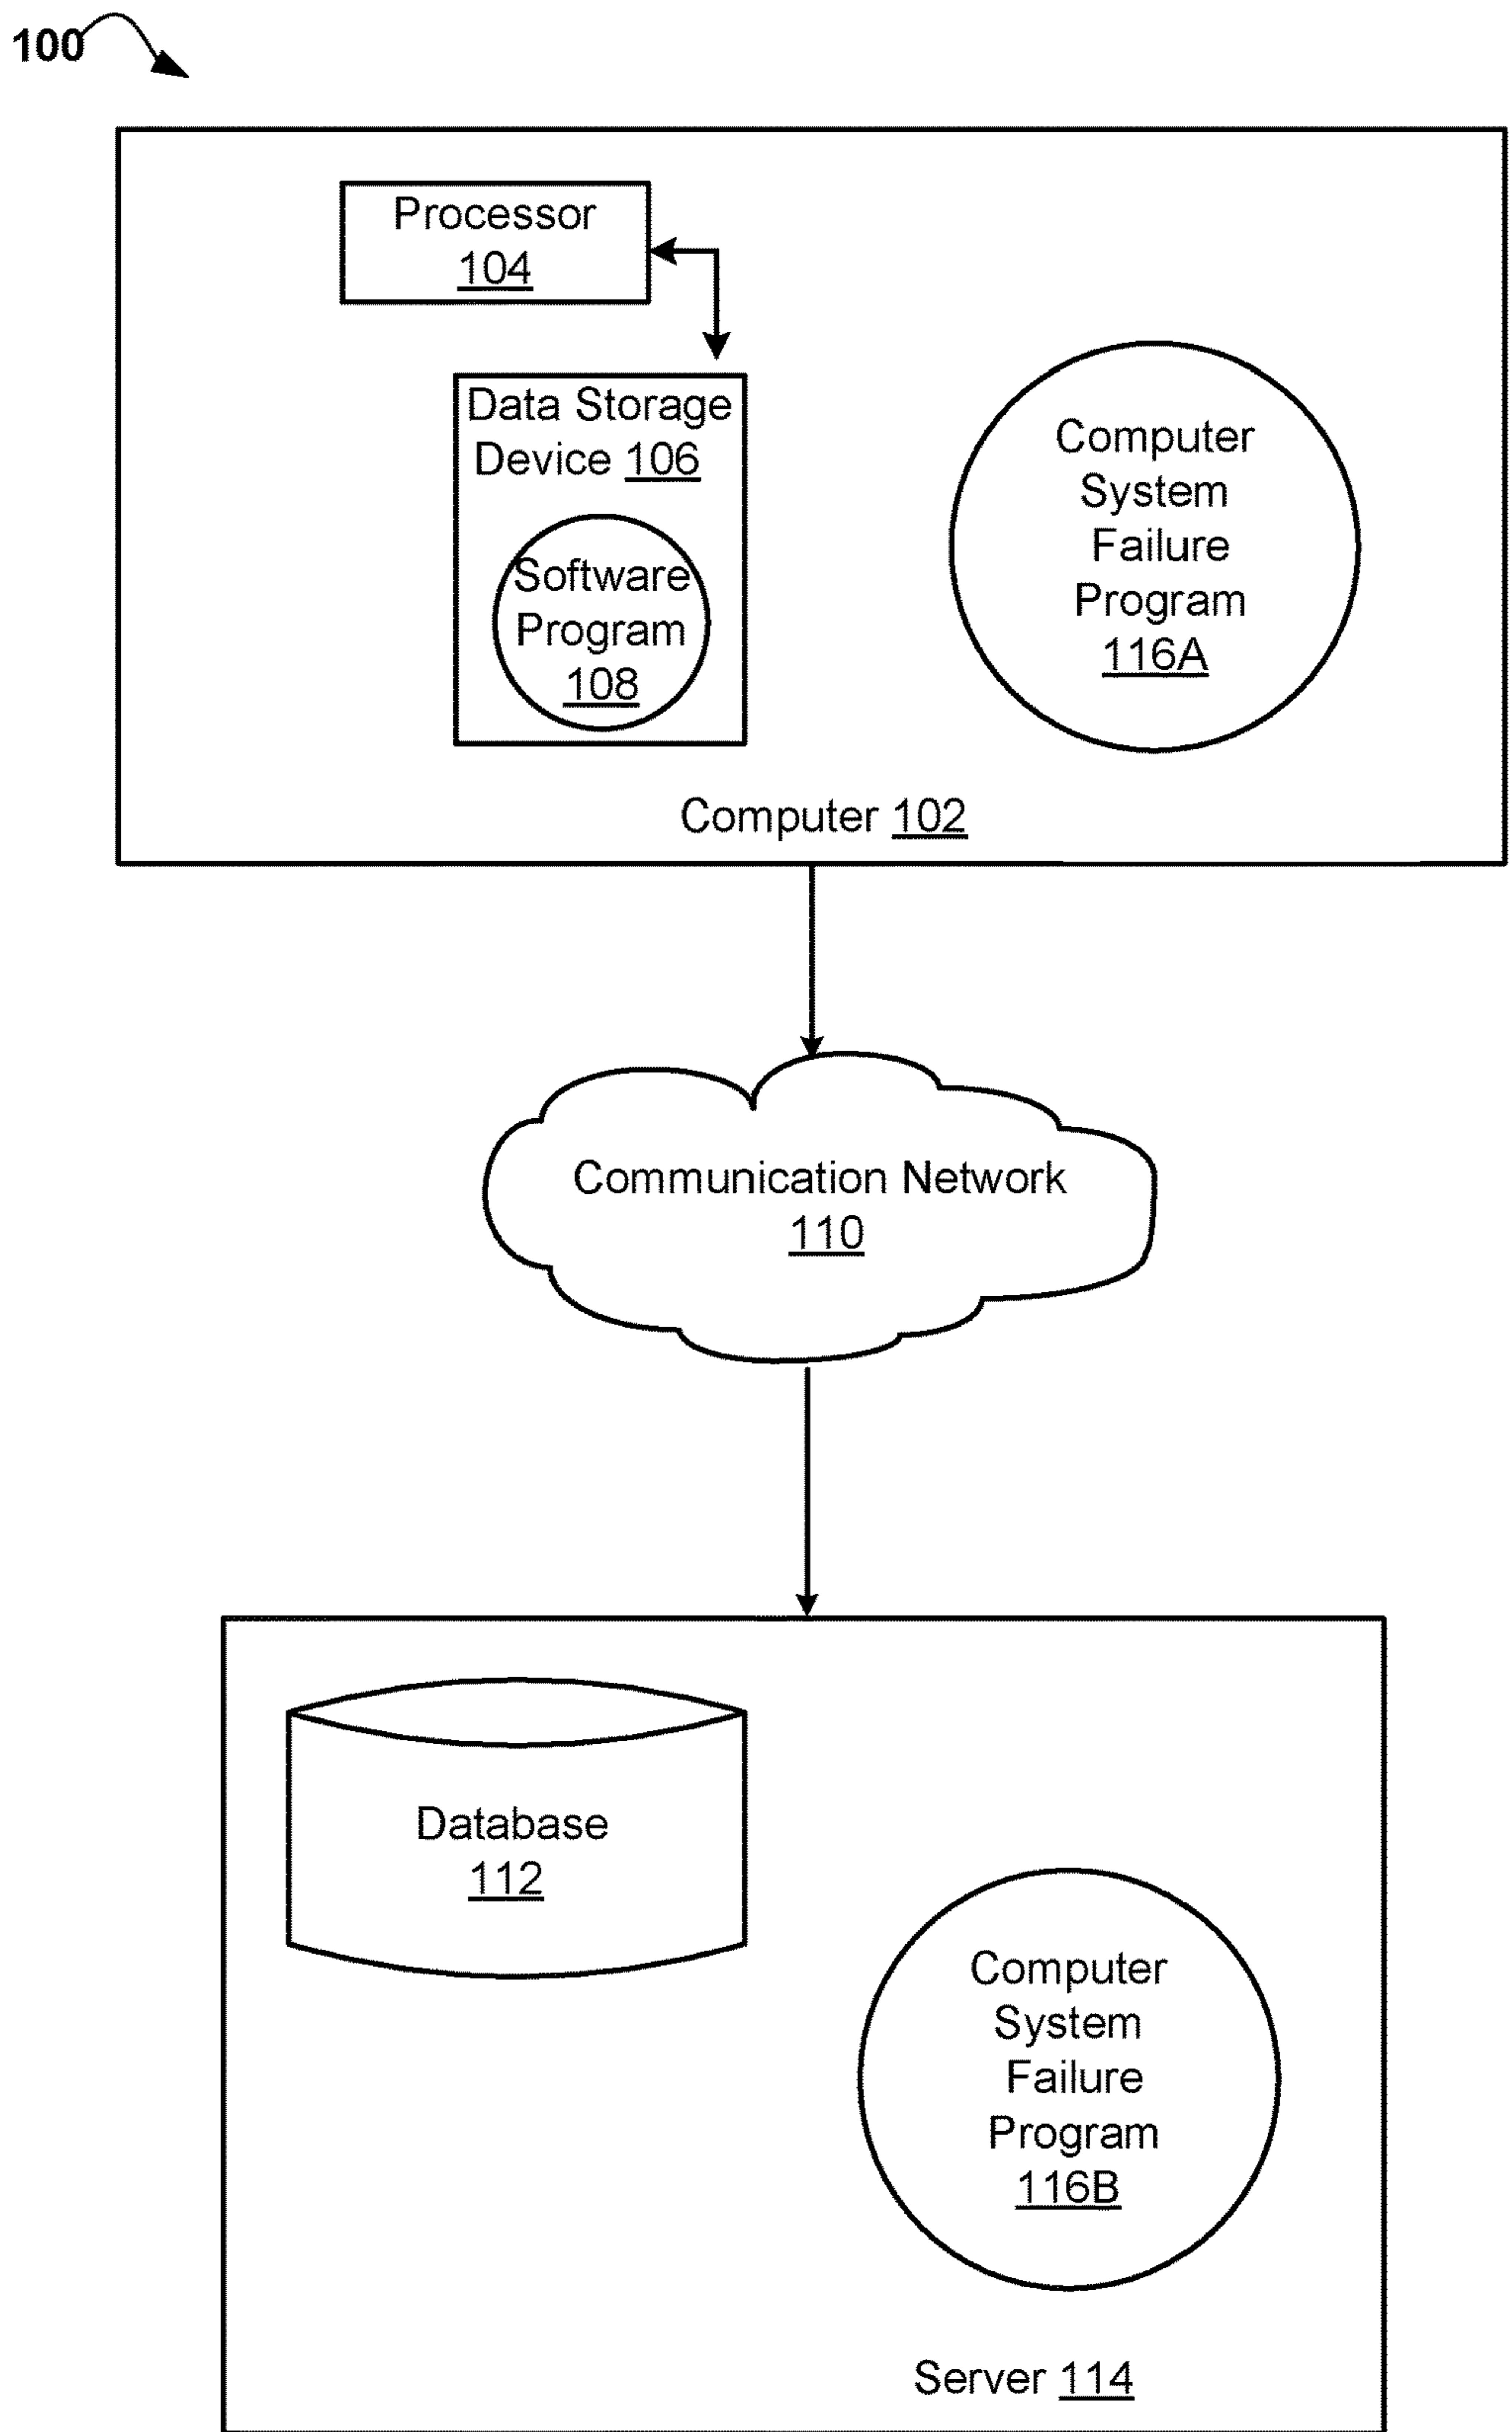 100
Processor
104
Data Storage
Device 106
Software
Program
108
Computer
System
Failure
Program
116A
Computer 102
Communication Network
110
Database
112
Computer
System
Failure
Program
116B
Server 114